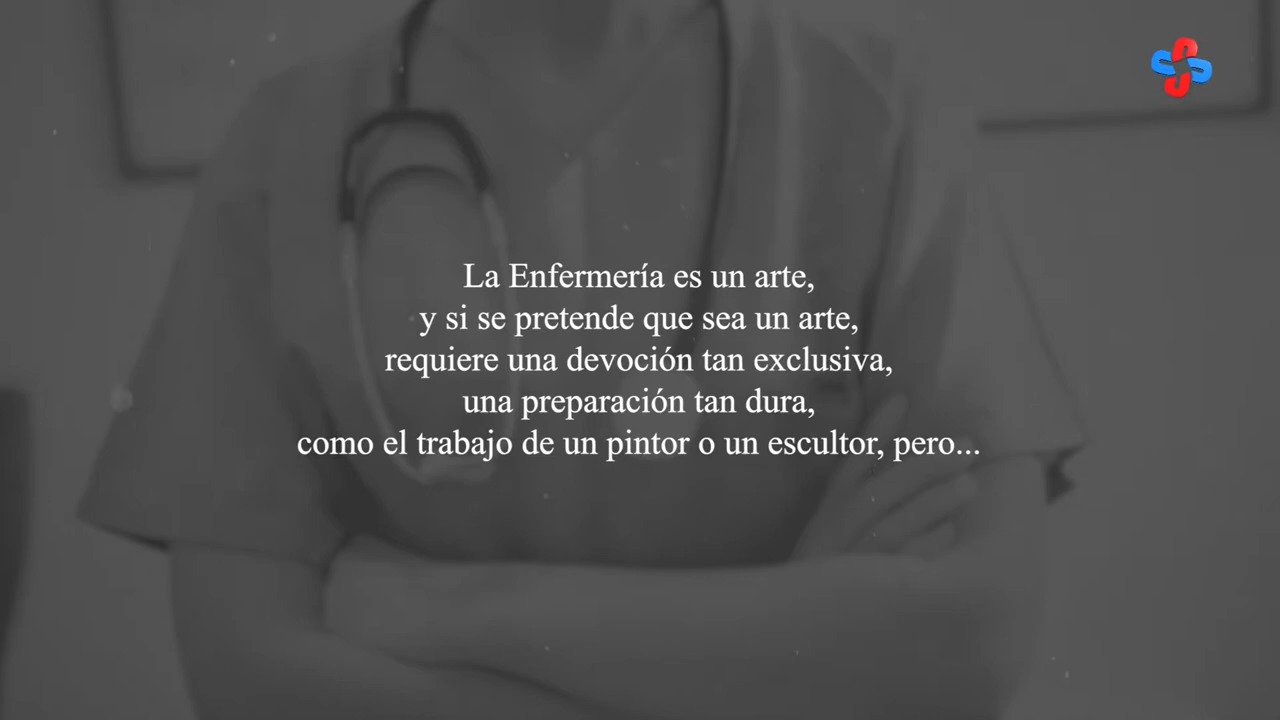 La Enfermería es un arte,
y si se pretende que sea un arte,
requiere una devoción tan exclusiva,
una preparación tan dura,
como el trabajo de un pintor o un escultor, pero...